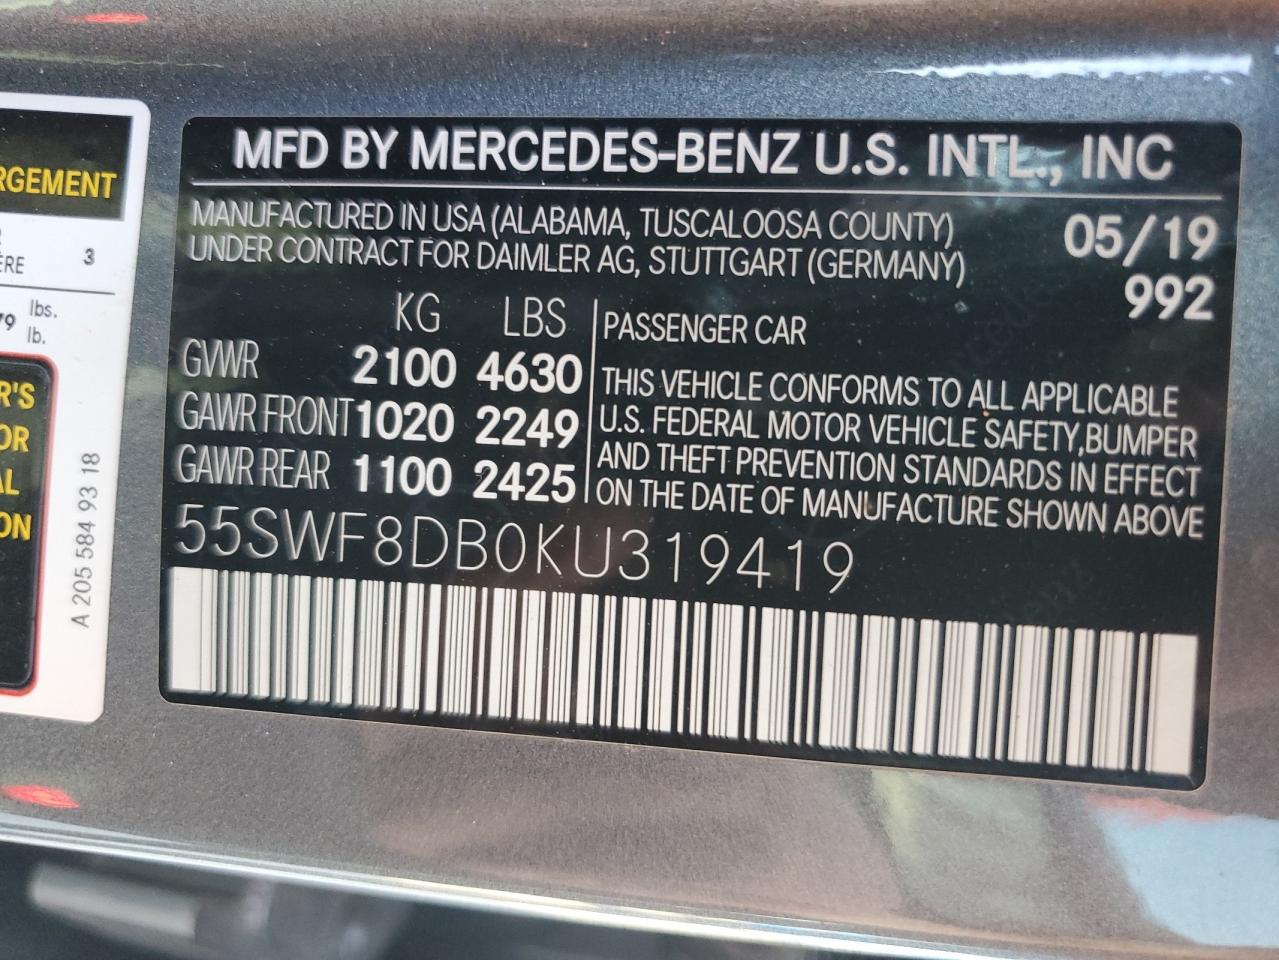 MFD BY MERCEDES-BENZ U.S. INTL., INC
MANUFACTURED IN USA (ALABAMA, TUSCALOOSA COUNTY)
UNDER CONTRACT FOR DAIMLER AG, STUTTGART (GERMANY)
05/19
992
KG LBS
GVWR 2100 4630
GAWR FRONT 1020 2249
GAWR REAR 1100 2425
PASSENGER CAR
THIS VEHICLE CONFORMS TO ALL APPLICABLE
U.S. FEDERAL MOTOR VEHICLE SAFETY,BUMPER
AND THEFT PREVENTION STANDARDS IN EFFECT
ON THE DATE OF MANUFACTURE SHOWN ABOVE
55SWF8DB0KU319419
RGEMENT
ÈRE 3
79 lbs.
lb.
R'S
OR
AL
ON
A 205 584 93 18